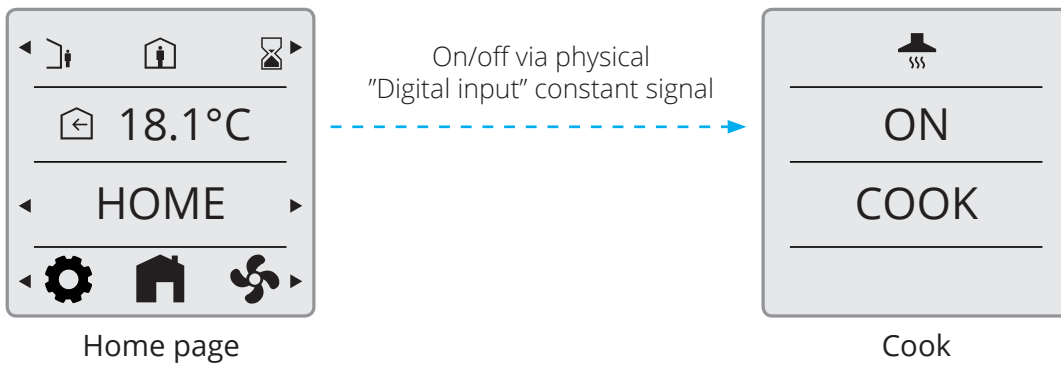 On/off via physical
”Digital input” constant signal
18.1°C
HOME
ON
COOK
Home page
Cook